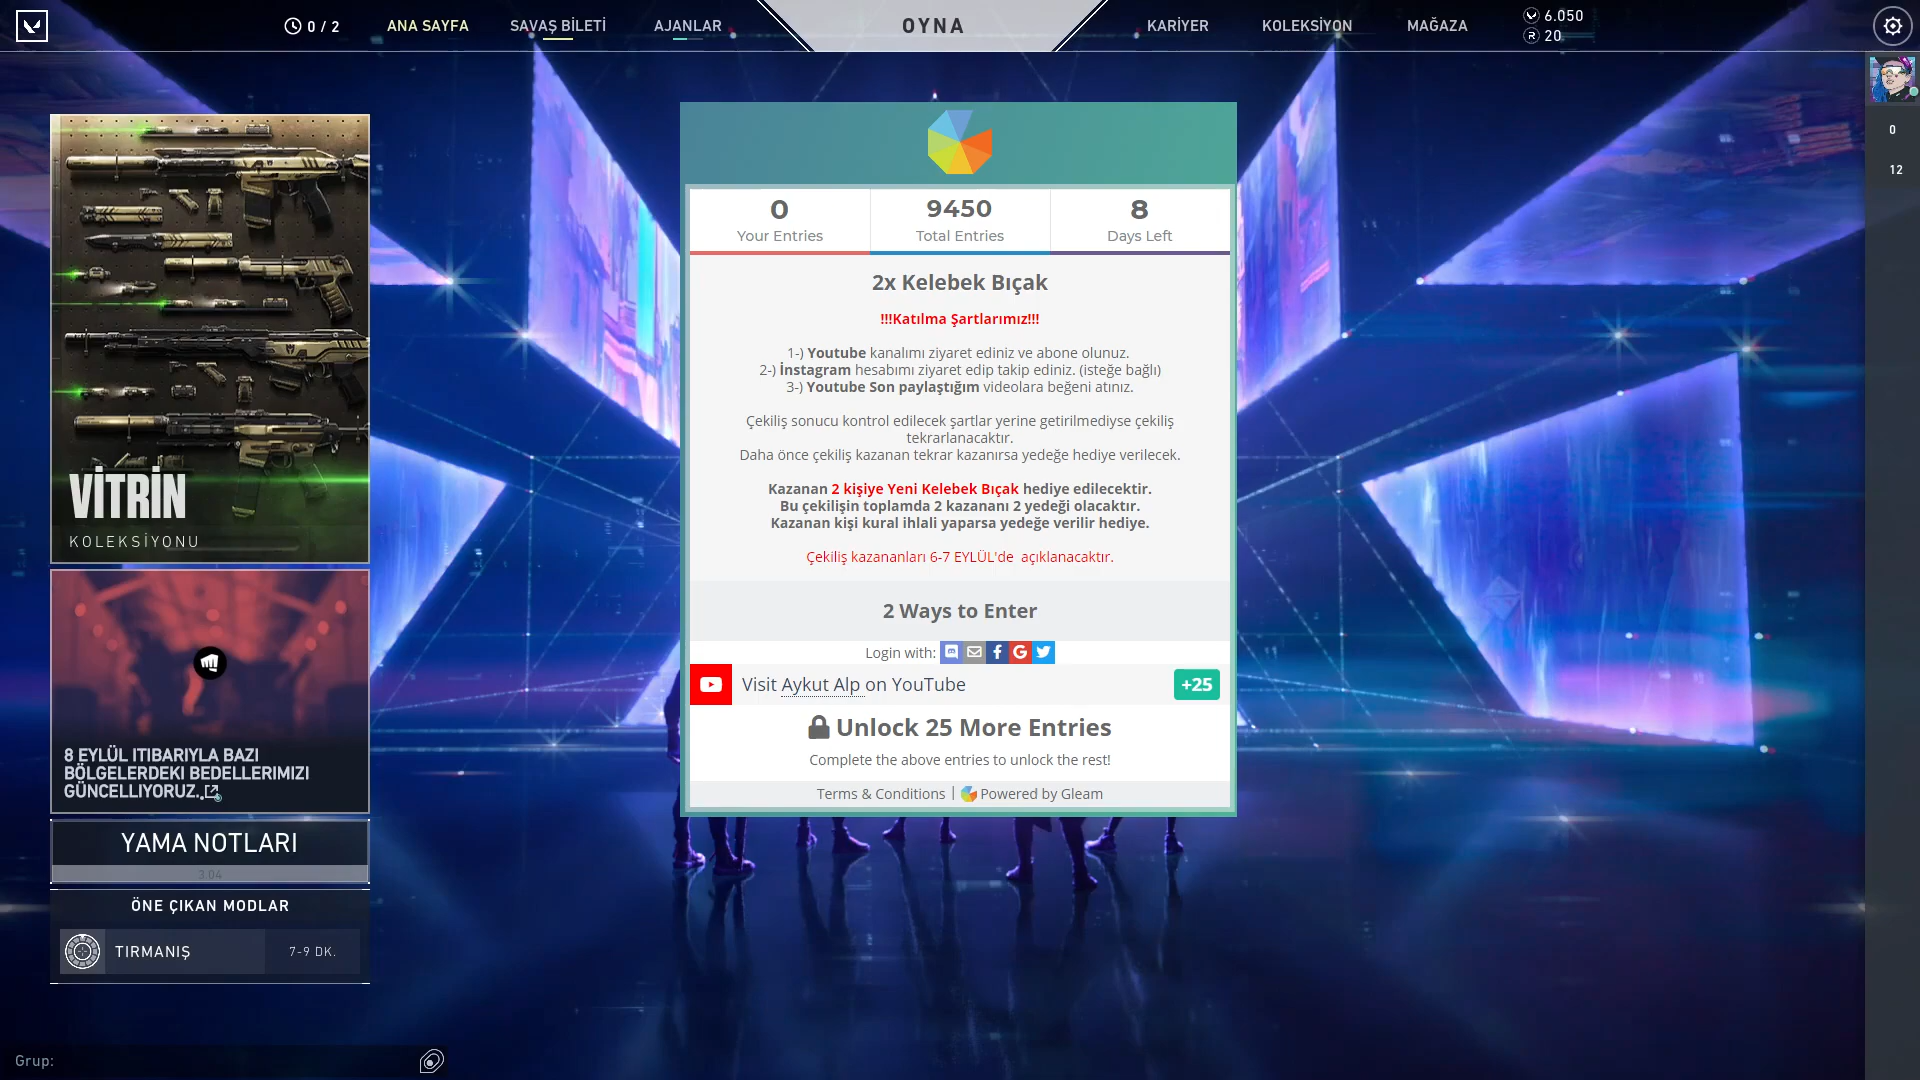 0 / 2
ANA SAYFA
SAVAŞ BİLETİ
AJANLAR
OYNA
KARİYER
KOLEKSİYON
MAĞAZA
6.050
20
0
12
VİTRİN
KOLEKSİYONU
8 EYLÜL ITIBARIYLA BAZI
BÖLGELERDEKI BEDELLERIMIZI
GÜNCELLIYORUZ.
YAMA NOTLARI
3.04
ÖNE ÇIKAN MODLAR
TIRMANIŞ
7-9 DK.
Grup:
0
Your Entries
9450
Total Entries
8
Days Left
2x Kelebek Bıçak
!!!Katılma Şartlarımız!!!
1-) Youtube kanalımı ziyaret ediniz ve abone olunuz.
2-) İnstagram hesabımı ziyaret edip takip ediniz. (isteğe bağlı)
3-) Youtube Son paylaştığım videolara beğeni atınız.
Çekiliş sonucu kontrol edilecek şartlar yerine getirilmediyse çekiliş
tekrarlanacaktır.
Daha önce çekiliş kazanan tekrar kazanırsa yedeğe hediye verilecek.
Kazanan 2 kişiye Yeni Kelebek Bıçak hediye edilecektir.
Bu çekilişin toplamda 2 kazananı 2 yedeği olacaktır.
Kazanan kişi kural ihlali yaparsa yedeğe verilir hediye.
Çekiliş kazananları 6-7 EYLÜL'de açıklanacaktır.
2 Ways to Enter
Login with:
Visit Aykut Alp on YouTube
+25
Unlock 25 More Entries
Complete the above entries to unlock the rest!
Terms & Conditions | Powered by Gleam